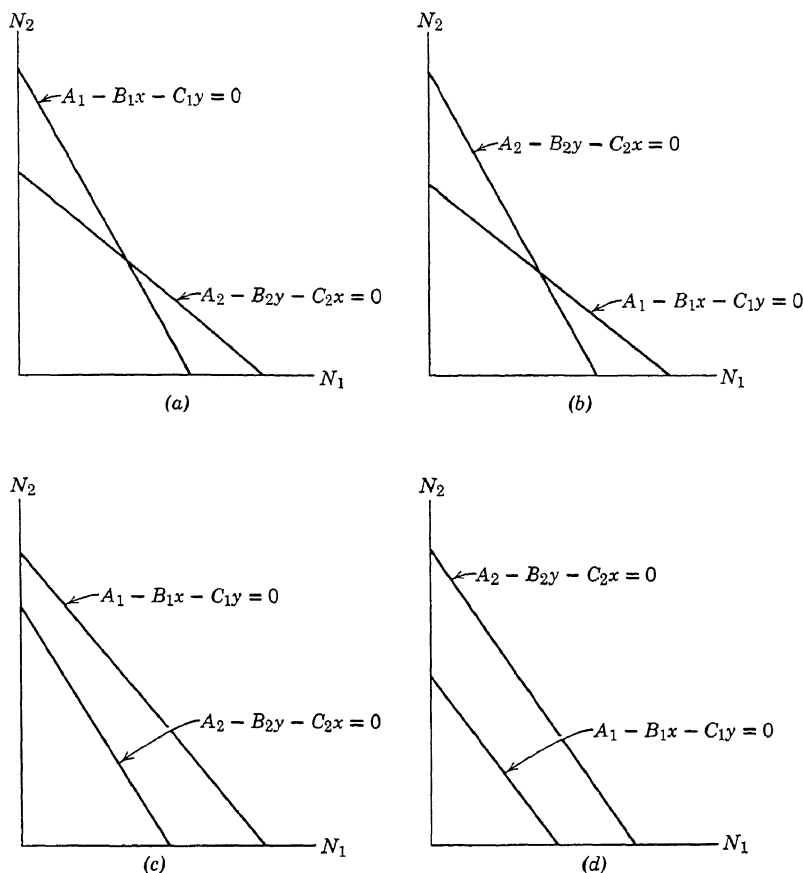 N₂
A₁ − B₁x − C₁y = 0
A₂ − B₂y − C₂x = 0
N₁
(a)
N₂
A₂ − B₂y − C₂x = 0
A₁ − B₁x − C₁y = 0
N₁
(b)
N₂
A₁ − B₁x − C₁y = 0
A₂ − B₂y − C₂x = 0
N₁
(c)
N₂
A₂ − B₂y − C₂x = 0
A₁ − B₁x − C₁y = 0
N₁
(d)